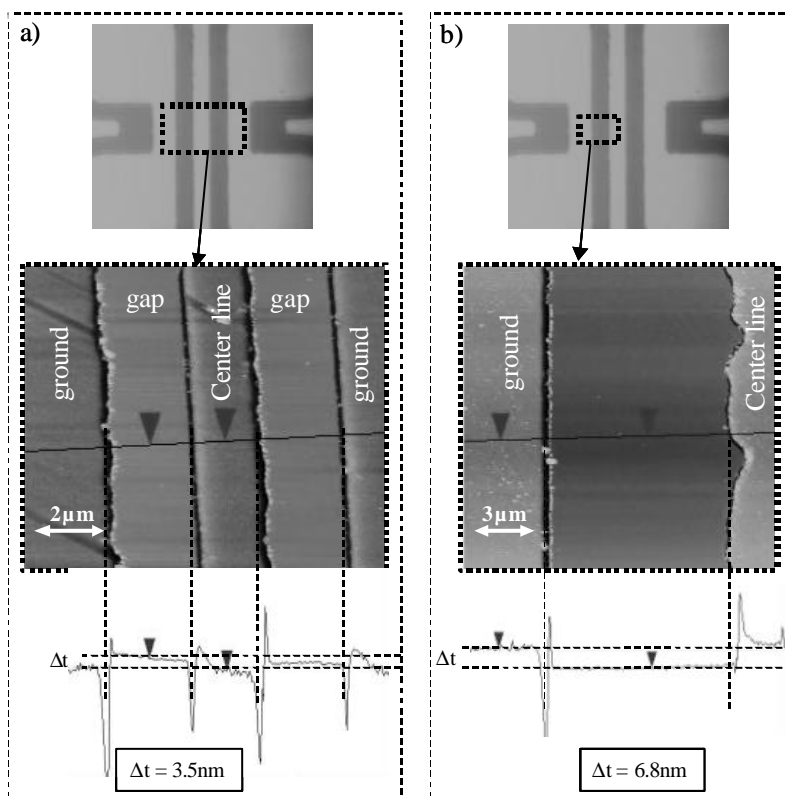 a)
ground
gap
Center line
gap
ground
2µm
Δt
Δt = 3.5nm
b)
ground
Center line
3µm
Δt
Δt = 6.8nm